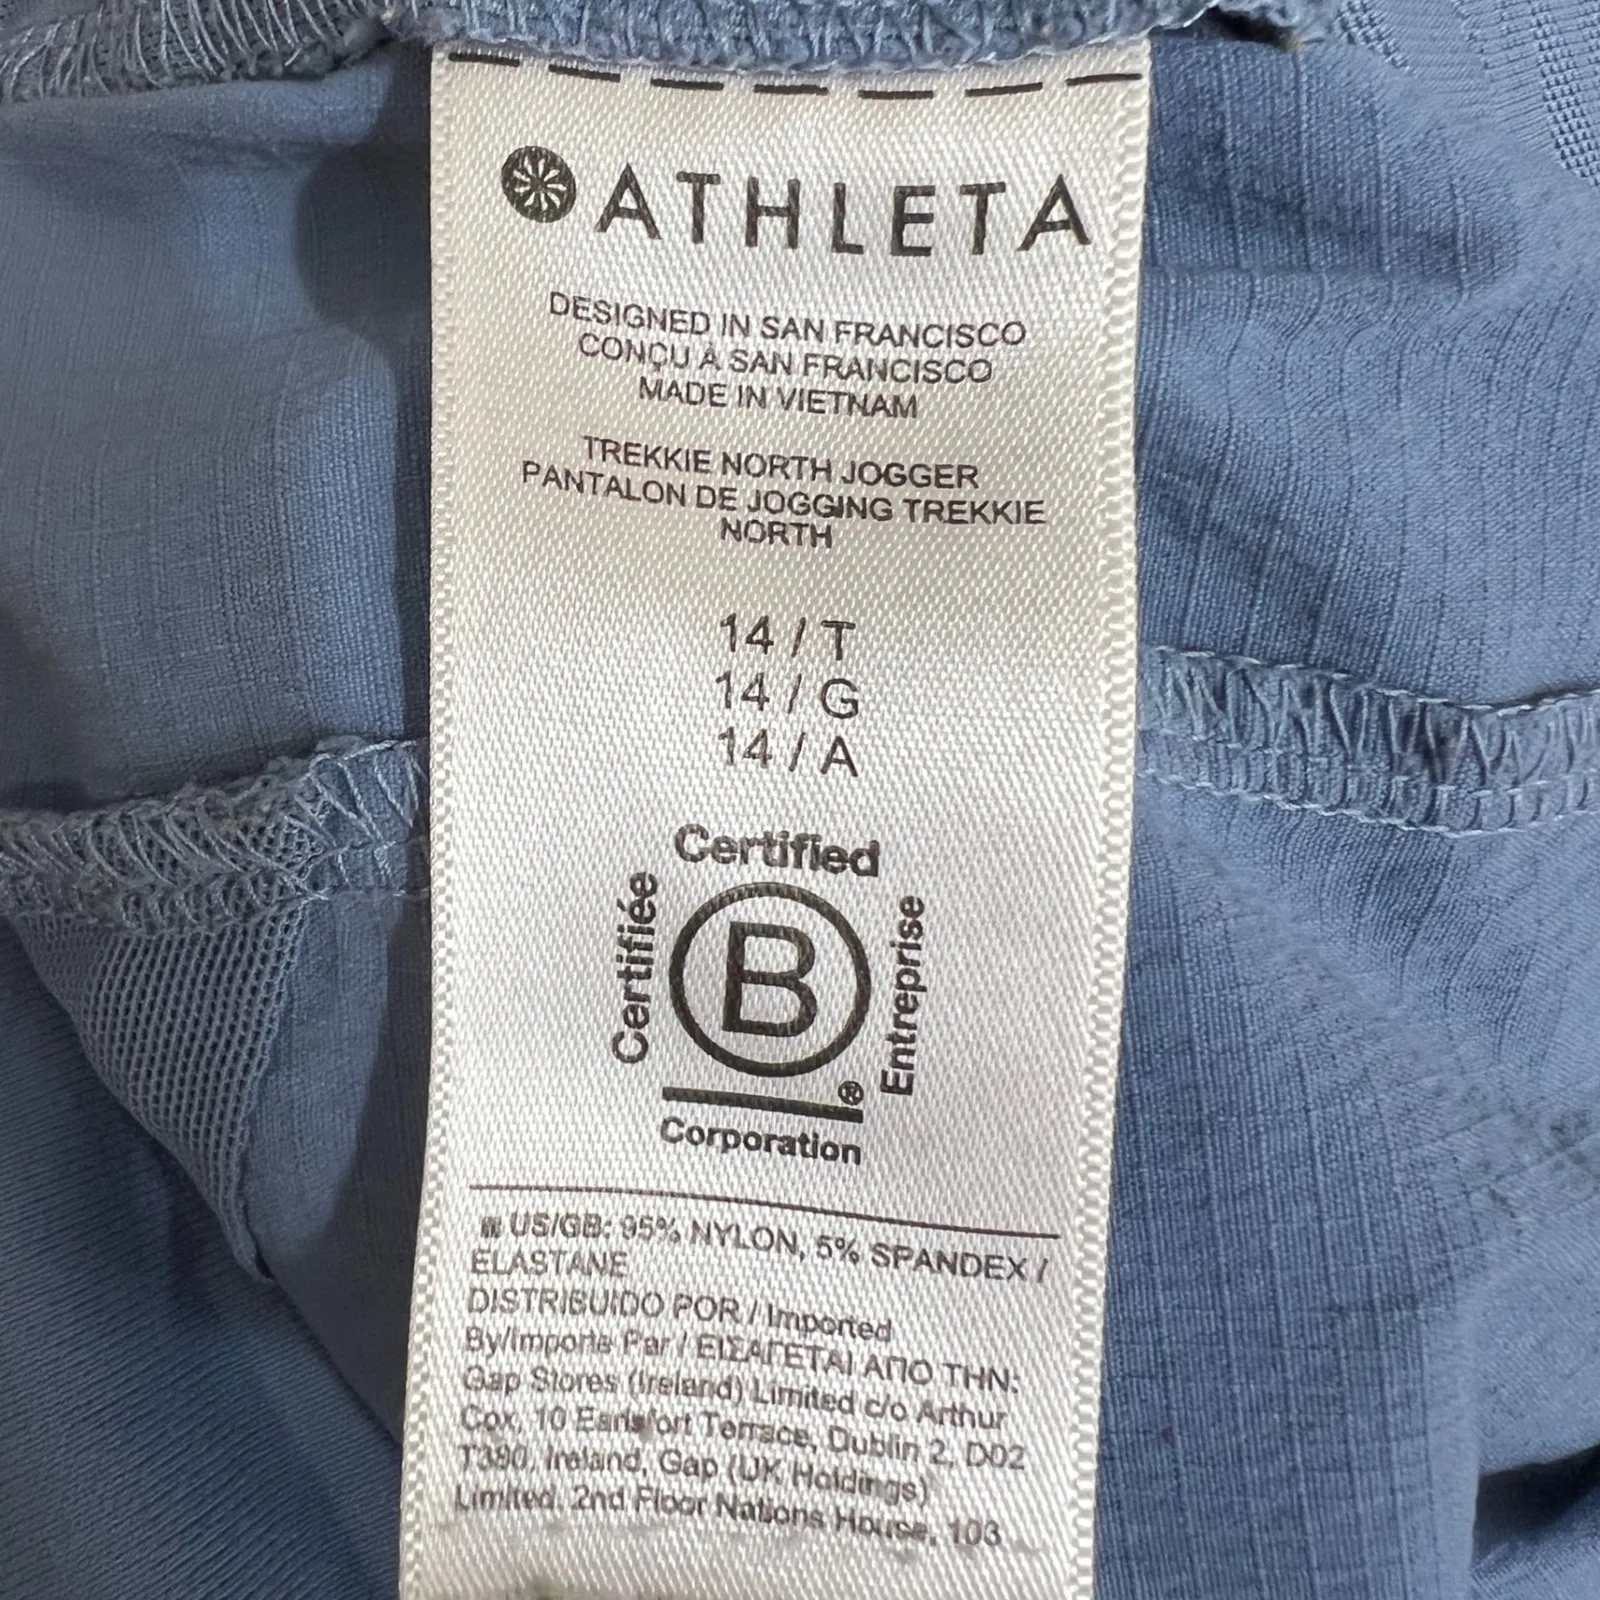 ATHLETA
DESIGNED IN SAN FRANCISCO
CONÇU À SAN FRANCISCO
MADE IN VIETNAM
TREKKIE NORTH JOGGER
PANTALON DE JOGGING TREKKIE
NORTH
14 / T
14 / G
14 / A
Certified
Certifiée
B
Entreprise
®
Corporation
US/GB: 95% NYLON, 5% SPANDEX /
ELASTANE
DISTRIBUIDO POR / Imported
By/Importe Par / ΕΙΣΑΓΕΤΑΙ ΑΠΟ ΤΗΝ:
Gap Stores (Ireland) Limited c/o Arthur
Cox, 10 Earlsfort Terrace, Dublin 2, D02
T380, Ireland, Gap (UK Holdings)
Limited, 2nd Floor Nations House, 103